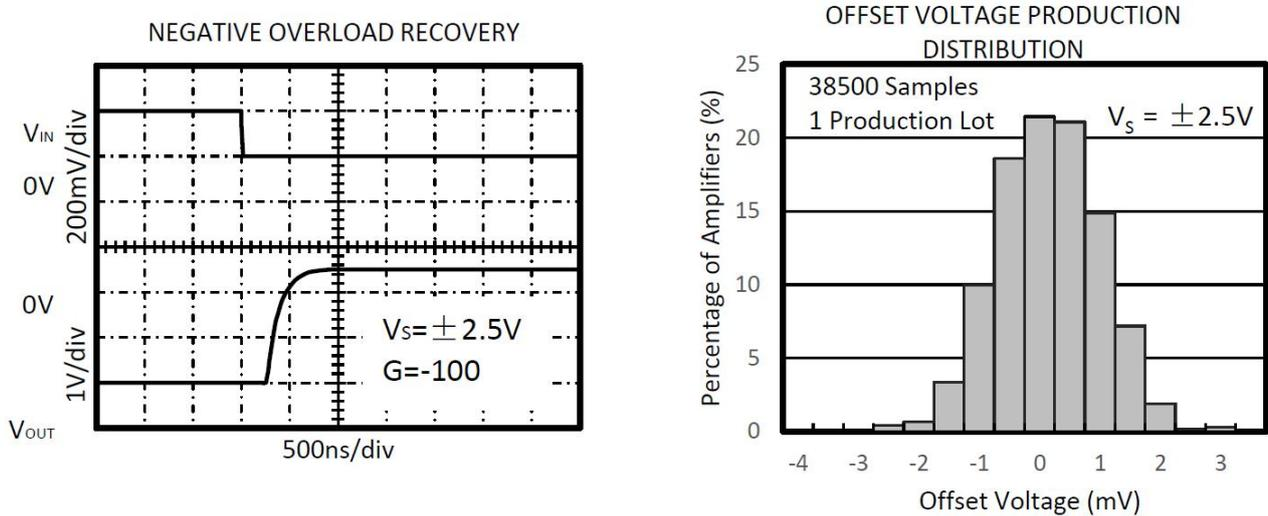 NEGATIVE OVERLOAD RECOVERY
VIN
200mV/div
0V
0V
1V/div
VOUT
VS=±2.5V
G=-100
500ns/div
OFFSET VOLTAGE PRODUCTION
DISTRIBUTION
38500 Samples
1 Production Lot
VS = ±2.5V
Percentage of Amplifiers (%)
25
20
15
10
5
0
-4 -3 -2 -1 0 1 2 3
Offset Voltage (mV)